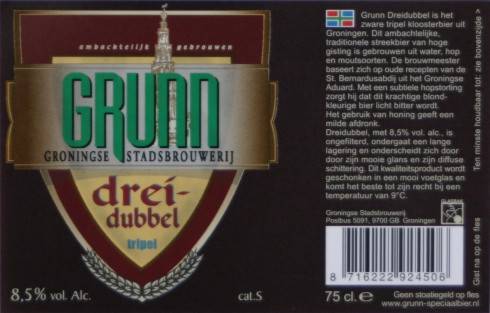 ambachtelijk gebrouwen
GRUNN
GRONINGSE STADSBROUWERIJ
drei-
dubbel
tripel
8,5% vol. Alc.
cat.S
Grunn Dreidubbel is het
zware tripel kloosterbier uit
Groningen. Dit ambachtelijke,
traditionele streekbier van hoge
gisting is gebrouwen uit water, hop
en moutsoorten. De brouwmeester
baseert zich op oude recepten van de
St. Bernardusabdij uit het Groningse
Aduard. Met een subtiele hopstorting
zorgt hij dat dit krachtige blond-
kleurige bier licht bitter wordt.
Het gebruik van honing geeft een
milde afdronk.
Dreidubbel, met 8,5% vol. alc., is
ongefilterd, ondergaat een lange
lagering en onderscheidt zich door
door zijn mooie glans en zijn diffuse
schittering. Dit kwaliteitsproduct wordt
geschonken in een mooi voetglas en
komt het beste tot zijn recht bij een
temperatuur van 9°C.
Groningse Stadsbrouwerij
Postbus 5091, 9700 GB Groningen
GLASBAK
8 716222 924506
75 cl. e
Geen statiegeld op fles
www.grunn-speciaalbier.nl
Ten minste houdbaar tot: zie bovenzijde >
Gist na op de fles